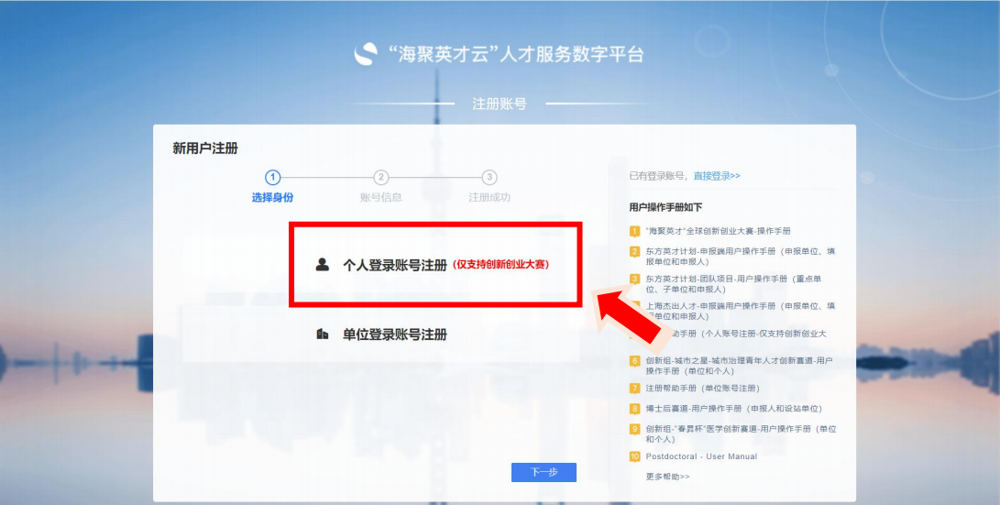 “海聚英才云”人才服务数字平台
注册账号
新用户注册
1
2
3
选择身份
账号信息
注册成功
个人登录账号注册（仅支持创新创业大赛）
单位登录账号注册
下一步
已有登录账号，直接登录>>
用户操作手册如下
1 “海聚英才”全球创新创业大赛-操作手册
2 东方英才计划-申报端用户操作手册（申报单位、填
报单位和申报人）
3 东方英才计划-团队项目-用户操作手册（重点单
位、子单位和申报人）
上海杰出人才-申报端用户操作手册（申报单位、填
单位和申报人）
助手册（个人账号注册-仅支持创新创业大
6 创新组-城市之星-城市治理青年人才创新赛道-用户
操作手册（单位和个人）
7 注册帮助手册（单位账号注册）
8 博士后赛道-用户操作手册（申报人和设站单位）
9 创新组-“春昇杯”医学创新赛道-用户操作手册（单位
和个人）
10 Postdoctoral - User Manual
更多帮助>>